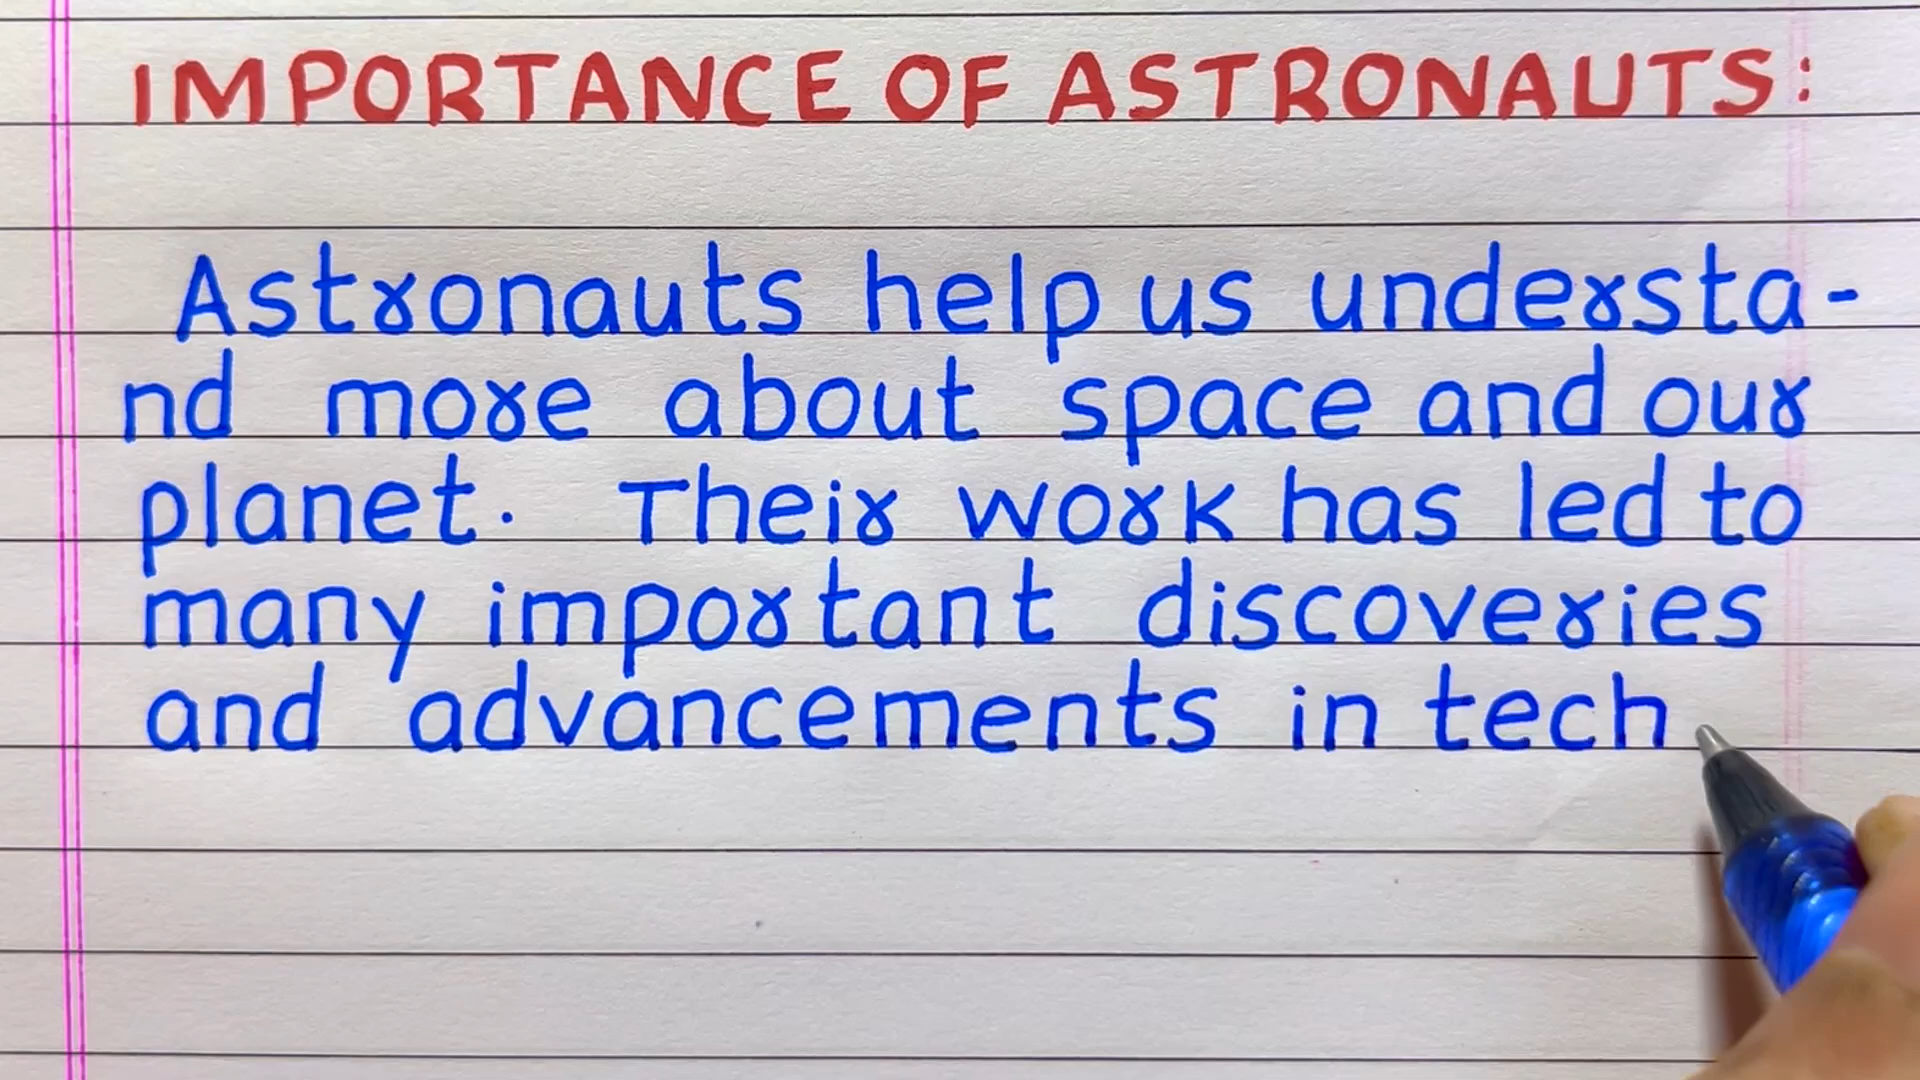 IMPORTANCE OF ASTRONAUTS:
Astronauts help us understa-
nd more about space and our
planet. Their work has led to
many important discoveries
and advancements in tech